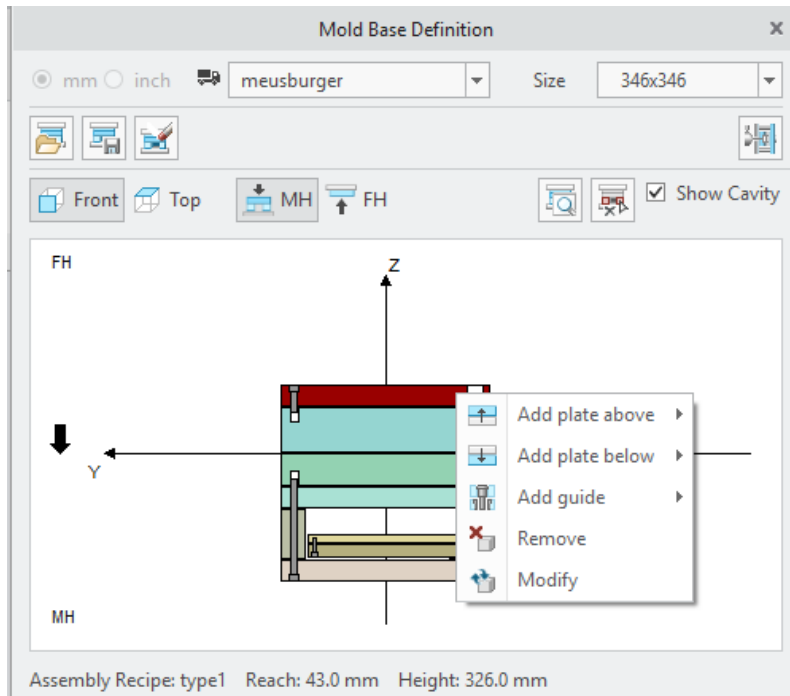 Mold Base Definition
mm inch meusburger Size 346x346
Front Top MH FH Show Cavity
FH
Z
Add plate above
Add plate below
Y
Add guide
Remove
Modify
MH
Assembly Recipe: type1 Reach: 43.0 mm Height: 326.0 mm